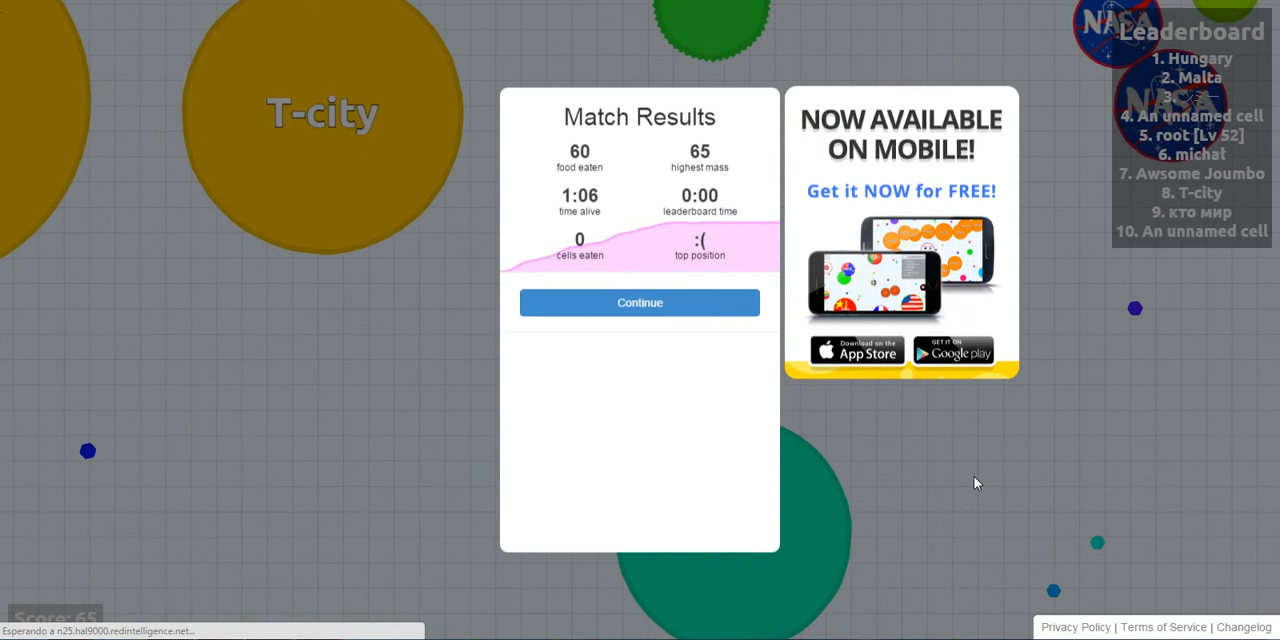 T-city
Match Results
60
food eaten
65
highest mass
1:06
time alive
0:00
leaderboard time
0
cells eaten
:(
top position
Continue
NOW AVAILABLE
ON MOBILE!
Get it NOW for FREE!
Download on the
App Store
GET IT ON
Google play
NASA
NASA
Leaderboard
1. Hungary
2. Malta
3.
4. An unnamed cell
5. root [Lv 52]
6. michał
7. Awsome Joumbo
8. T-city
9. кто мир
10. An unnamed cell
Score: 65
Esperando a n25.hal9000.redintelligence.net...
Privacy Policy | Terms of Service | Changelog